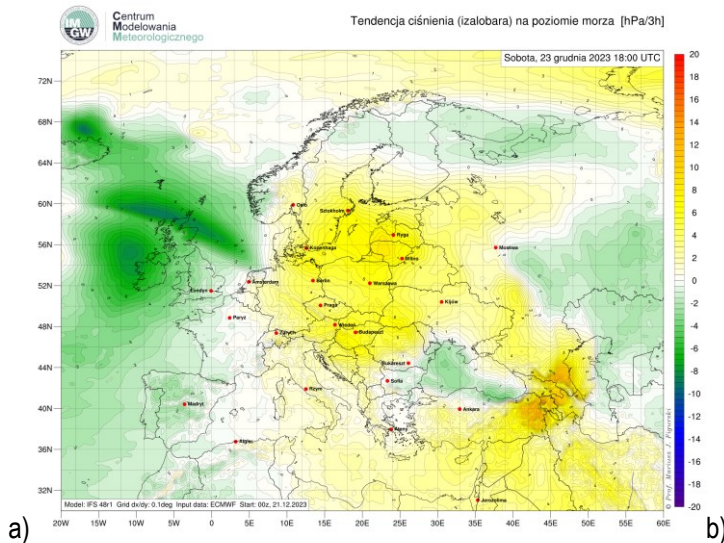 IMGW
Centrum
Modelowania
Meteorologicznego
Tendencja ciśnienia (izalobara) na poziomie morza [hPa/3h]
Sobota, 23 grudnia 2023 18:00 UTC
72N
68N
64N
60N
56N
52N
48N
44N
40N
36N
32N
Oslo
Sztokholm
Ryga
Kopenhaga
Moskwa
Wilno
Amsterdam
Berlin
Warszawa
Londyn
Praga
Kijów
Paryż
Wiedeń
Zurych
Budapeszt
Bukareszt
Sofia
Rzym
Madryt
Ankara
Ateny
Algier
Jerozolima
Model: IFS 48r1 Grid dx/dy: 0.1deg Input data: ECMWF Start: 00z, 21.12.2023
20W 15W 10W 5W 0 5E 10E 15E 20E 25E 30E 35E 40E 45E 50E 55E 60E
20
18
16
14
12
10
8
6
4
2
0
-2
-4
-6
-8
-10
-12
-14
-16
-18
-20
© Prof. Mariusz J. Figurski
a)
b)